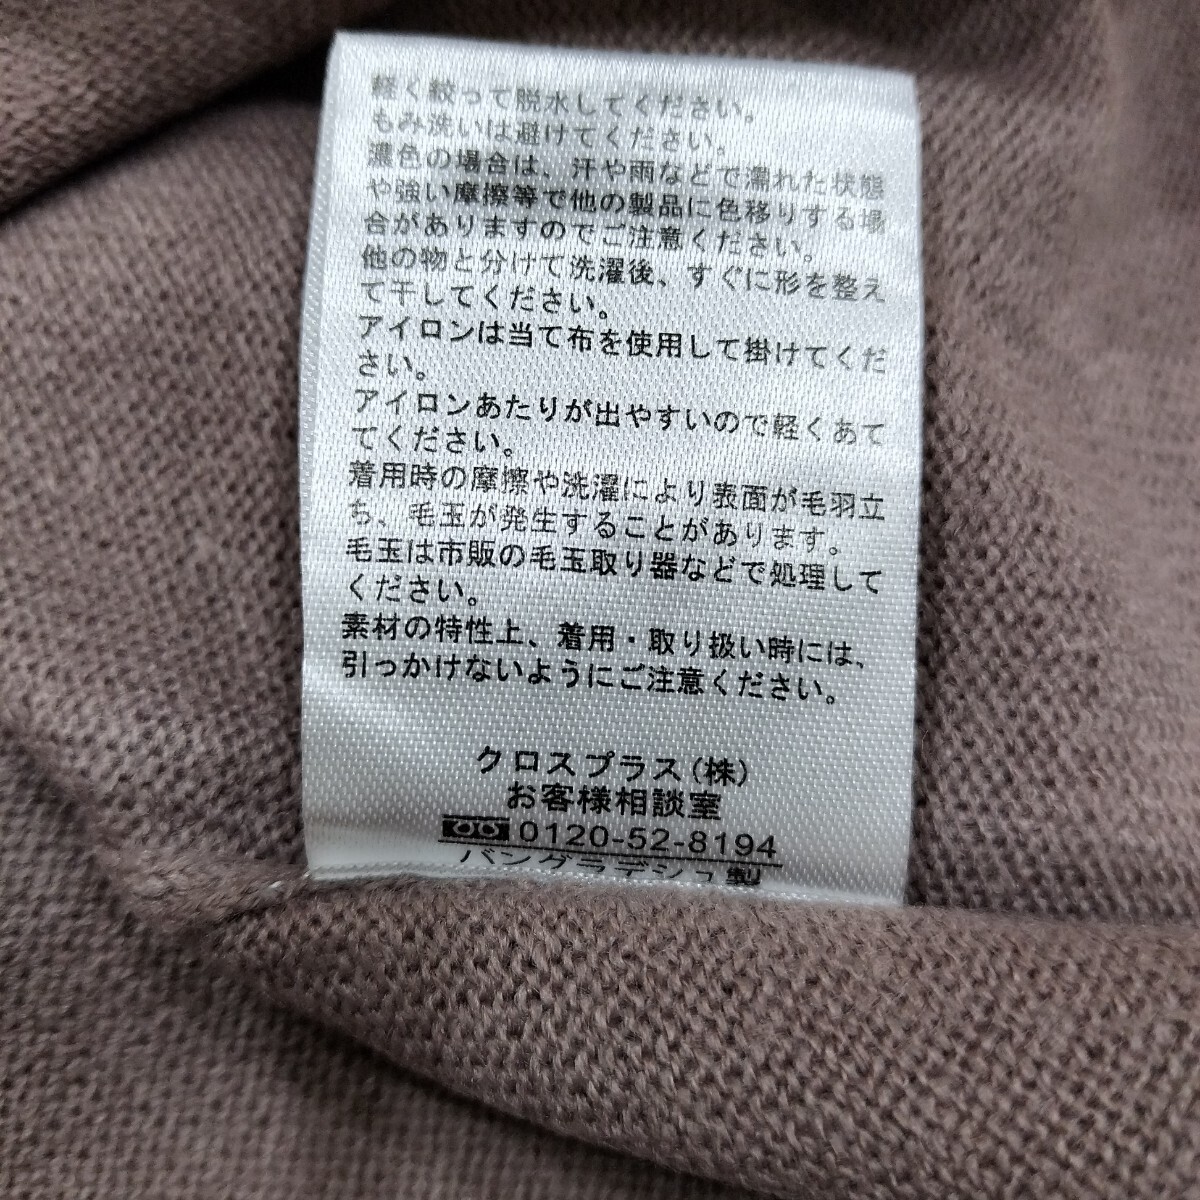 軽く絞って脱水してください。
もみ洗いは避けてください。
濃色の場合は、汗や雨などで濡れた状態
や強い摩擦等で他の製品に色移りする場
合がありますのでご注意ください。
他の物と分けて洗濯後、すぐに形を整え
て干してください。
アイロンは当て布を使用して掛けてくだ
さい。
アイロンあたりが出やすいので軽くあて
てください。
着用時の摩擦や洗濯により表面が毛羽立
ち、毛玉が発生することがあります。
毛玉は市販の毛玉取り器などで処理して
ください。
素材の特性上、着用・取り扱い時には、
引っかけないようにご注意ください。
クロスプラス(株)
お客様相談室
0120-52-8194
バングラデシュ製